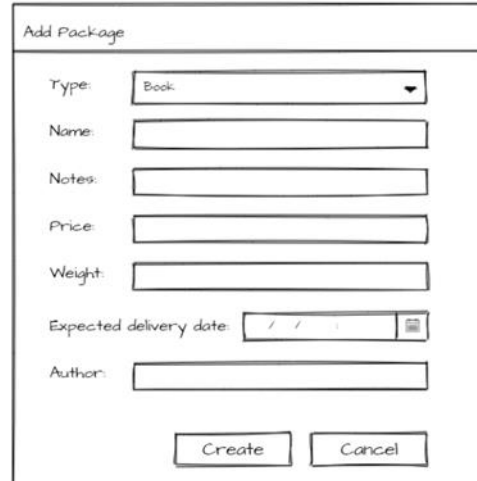 Add Package
Type: Book
Name:
Notes:
Price:
Weight:
Expected delivery date: / / :
Author:
Create Cancel